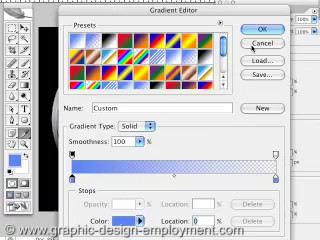 Gradient Editor
Presets
OK
Cancel
Load...
Save...
Name: Custom
New
Gradient Type: Solid
Smoothness: 100 %
Stops
Opacity: % Location: % Delete
Color: Location: 0 % Delete
© www.graphic-design-employment.com